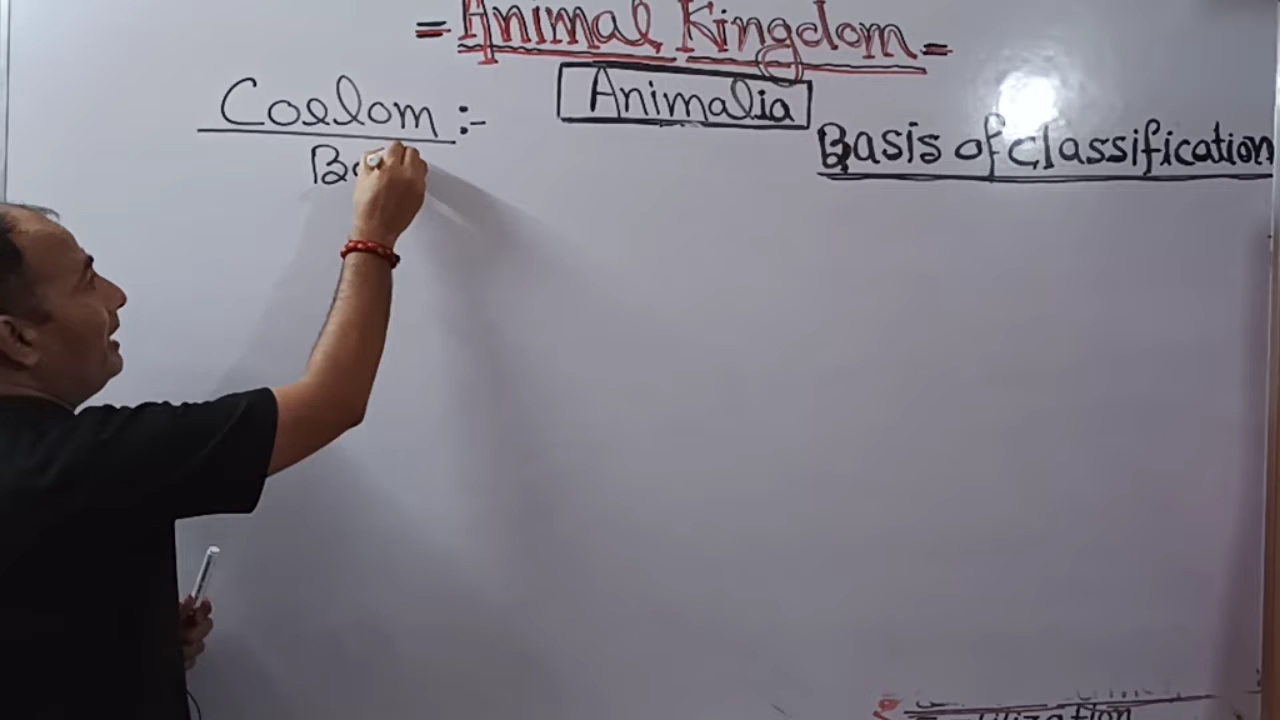 = Animal Kingdom =
Animalia
Coelom :-
Basis of classification